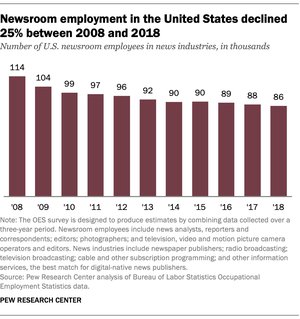 Newsroom employment in the United States declined
25% between 2008 and 2018
Number of U.S. newsroom employees in news industries, in thousands
114 104 99 97 96 92 90 90 89 88 86
'08 '09 '10 '11 '12 '13 '14 '15 '16 '17 '18
Note: The OES survey is designed to produce estimates by combining data collected over a
three-year period. Newsroom employees include news analysts, reporters and
correspondents; editors; photographers; and television, video and motion picture camera
operators and editors. News industries include newspaper publishers; radio broadcasting;
television broadcasting; cable and other subscription programming; and other information
services, the best match for digital-native news publishers.
Source: Pew Research Center analysis of Bureau of Labor Statistics Occupational
Employment Statistics data.
PEW RESEARCH CENTER